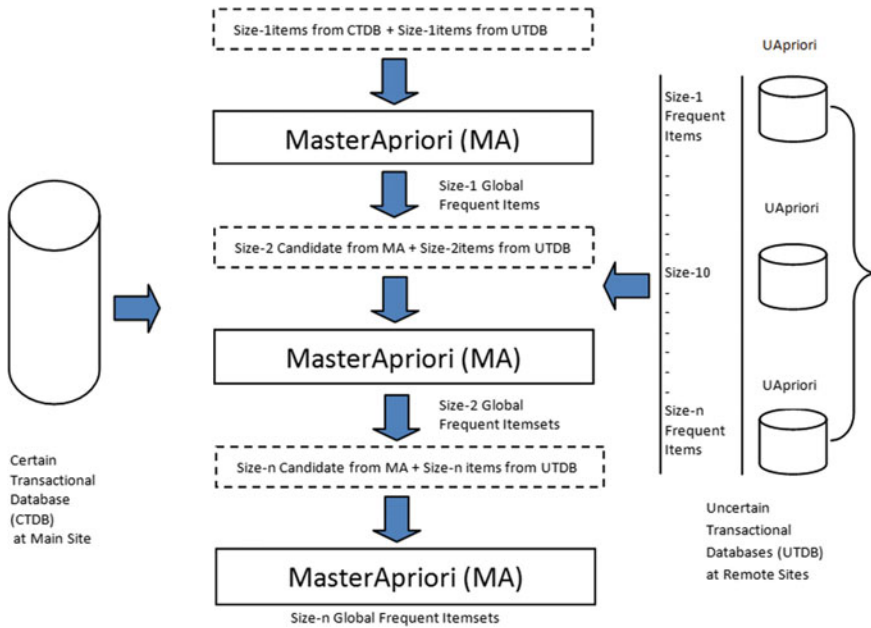 Size-1items from CTDB + Size-1items from UTDB
MasterApriori (MA)
Size-1 Global
Frequent Items
Size-2 Candidate from MA + Size-2items from UTDB
MasterApriori (MA)
Size-2 Global
Frequent Itemsets
Size-n Candidate from MA + Size-n items from UTDB
MasterApriori (MA)
Size-n Global Frequent Itemsets
Certain
Transactional
Database
(CTDB)
at Main Site
UApriori
Size-1
Frequent
Items
-
-
-
-
-
-
UApriori
Size-10
-
-
-
-
-
-
UApriori
Size-n
Frequent
Items
Uncertain
Transactional
Databases (UTDB)
at Remote Sites